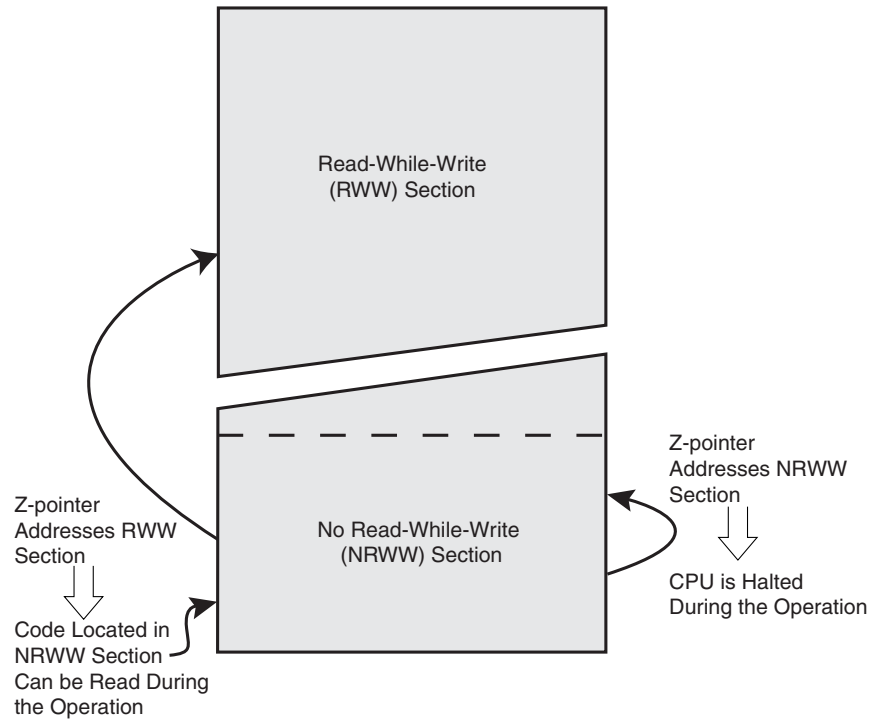 Read-While-Write
(RWW) Section
Z-pointer
Addresses NRWW
Section
Z-pointer
Addresses RWW
Section
No Read-While-Write
(NRWW) Section
CPU is Halted
During the Operation
Code Located in
NRWW Section
Can be Read During
the Operation